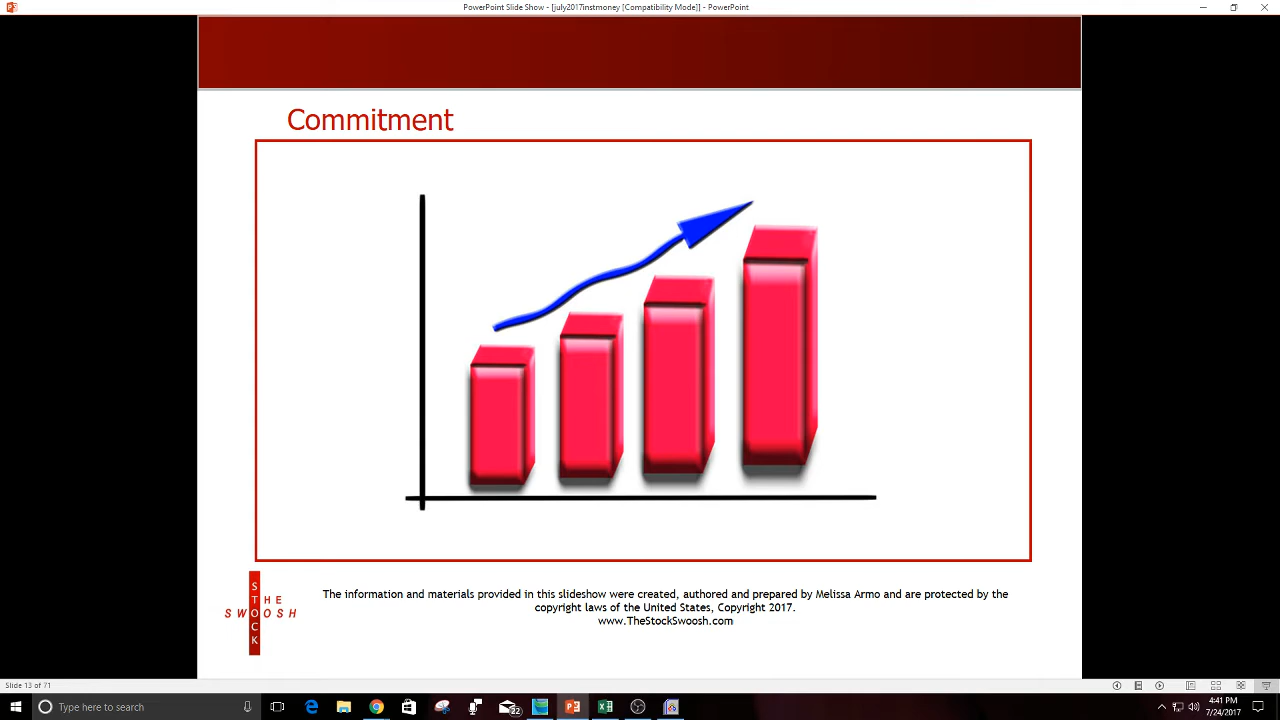 PowerPoint Slide Show - [july2017instmoney [Compatibility Mode]] - PowerPoint
Commitment
The information and materials provided in this slideshow were created, authored and prepared by Melissa Armo and are protected by the
copyright laws of the United States, Copyright 2017.
www.TheStockSwoosh.com
THE
STOCK
SWOOSH
Slide 13 of 71
Type here to search
22
4:41 PM
7/24/2017